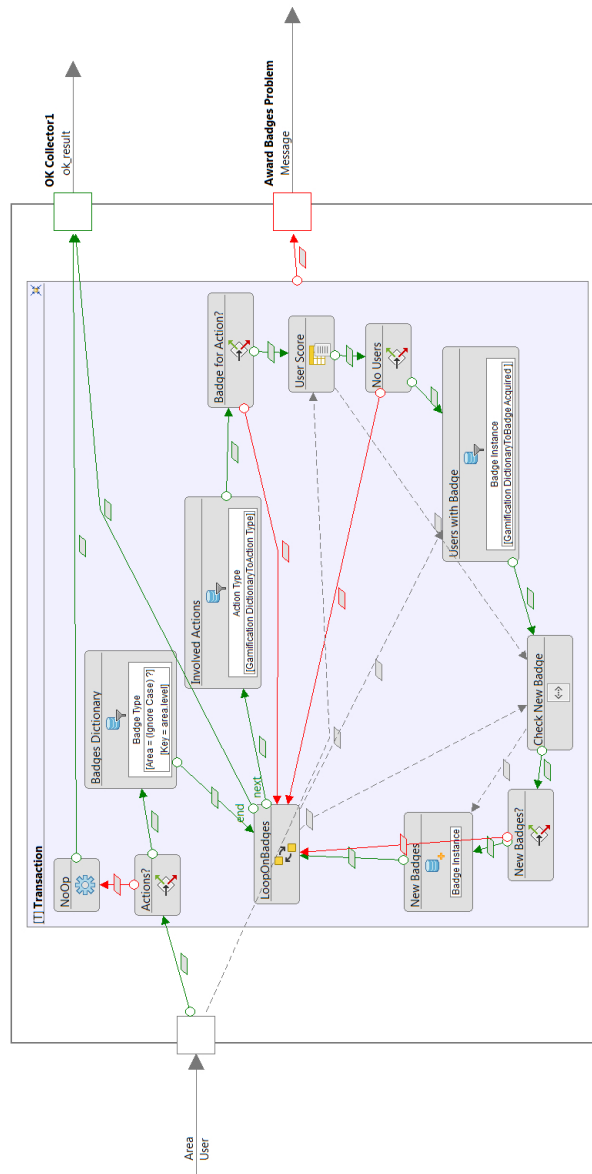 Area
User
[T] Transaction
NoOp
Actions?
Badges Dictionary
Badge Type
[Area = (Ignore Case) ?]
[Key = area.level]
end
next
LoopOnBadges
Involved Actions
Action Type
[Gamification DictionaryToAction Type]
Badge for Action?
User Score
No Users
Users with Badge
Badge Instance
[Gamification DictionaryToBadge Acquired ]
Check New Badge
New Badges?
New Badges
Badge Instance
OK Collector1
ok_result
Award Badges Problem
Message